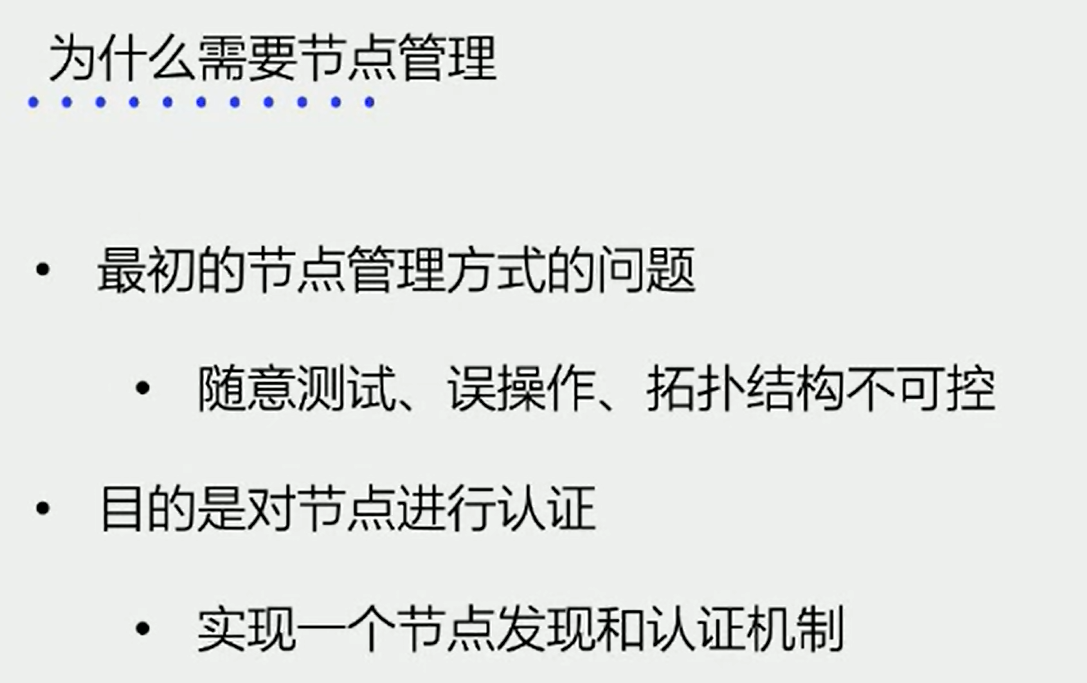 为什么需要节点管理
• 最初的节点管理方式的问题
• 随意测试、误操作、拓扑结构不可控
• 目的是对节点进行认证
• 实现一个节点发现和认证机制